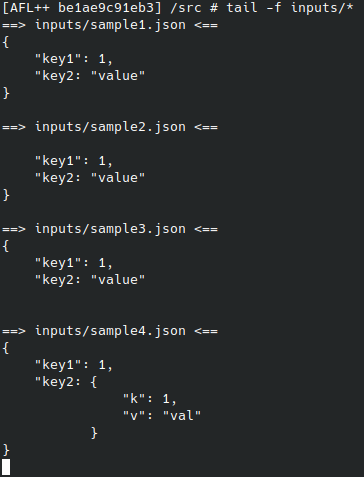 [AFL++ be1ae9c91eb3] /src # tail -f inputs/*
==> inputs/sample1.json <==
{
    "key1": 1,
    "key2: "value"
}

==> inputs/sample2.json <==

    "key1": 1,
    "key2: "value"
}

==> inputs/sample3.json <==
{
    "key1": 1,
    "key2: "value"


==> inputs/sample4.json <==
{
    "key1": 1,
    "key2: {
               "k": 1,
               "v": "val"
           }
}